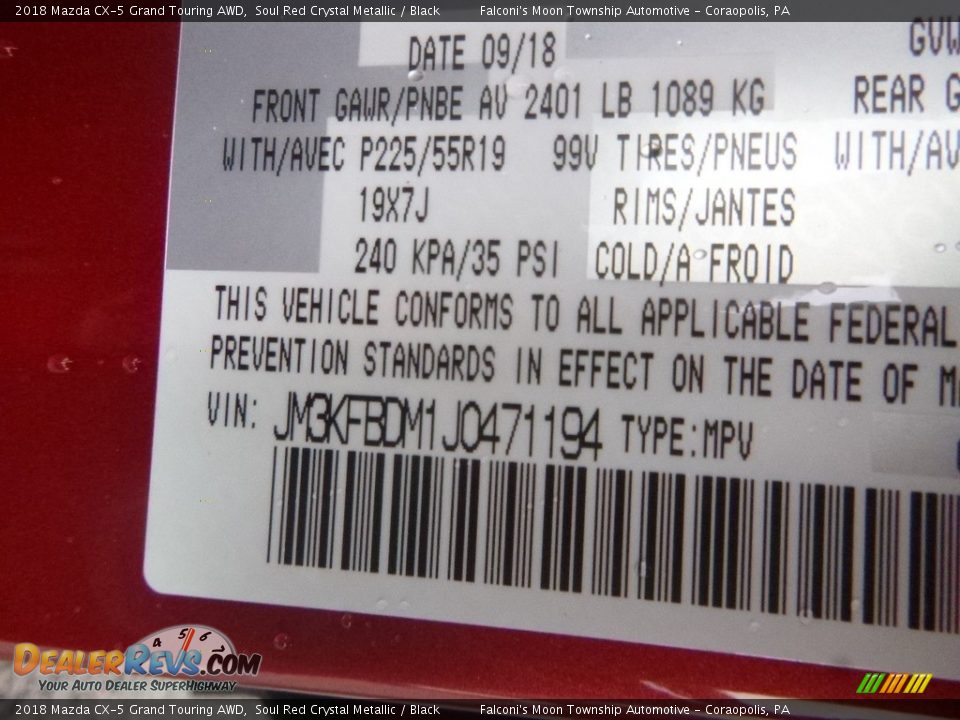 2018 Mazda CX-5 Grand Touring AWD, Soul Red Crystal Metallic / Black Falconi's Moon Township Automotive - Coraopolis, PA
DATE 09/18 GVW
FRONT GAWR/PNBE AV 2401 LB 1089 KG REAR G
WITH/AVEC P225/55R19 99V TIRES/PNEUS WITH/AV
19X7J RIMS/JANTES
240 KPA/35 PSI COLD/A FROID
THIS VEHICLE CONFORMS TO ALL APPLICABLE FEDERAL
PREVENTION STANDARDS IN EFFECT ON THE DATE OF M
VIN: JM3KFBDM1J0471194 TYPE:MPV
4 5 6
DEALERREVS.COM
YOUR AUTO DEALER SUPERHIGHWAY
2018 Mazda CX-5 Grand Touring AWD, Soul Red Crystal Metallic / Black Falconi's Moon Township Automotive - Coraopolis, PA